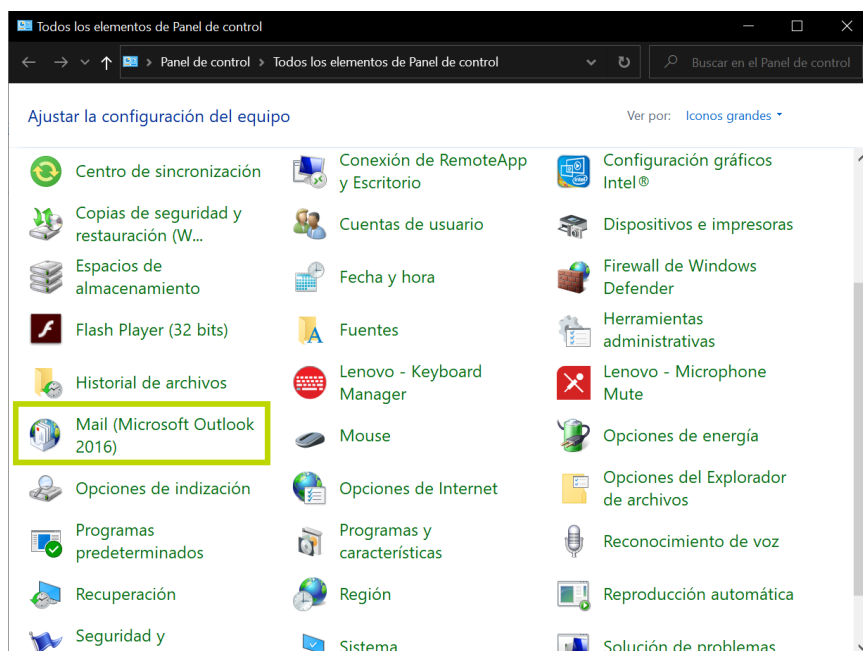 Todos los elementos de Panel de control
Panel de control > Todos los elementos de Panel de control
Buscar en el Panel de control
Ajustar la configuración del equipo
Ver por: Iconos grandes
Centro de sincronización
Conexión de RemoteApp
y Escritorio
Configuración gráficos
Intel®
intel
Copias de seguridad y
restauración (W...
Cuentas de usuario
Dispositivos e impresoras
Espacios de
almacenamiento
Fecha y hora
Firewall de Windows
Defender
Flash Player (32 bits)
A
Fuentes
Herramientas
administrativas
Historial de archivos
Lenovo - Keyboard
Manager
Lenovo - Microphone
Mute
Mail (Microsoft Outlook
2016)
Mouse
Opciones de energía
Opciones de indización
Opciones de Internet
Opciones del Explorador
de archivos
Programas
predeterminados
Programas y
características
Reconocimiento de voz
Recuperación
Región
Reproducción automática
Seguridad y
Sistema
Solución de problemas